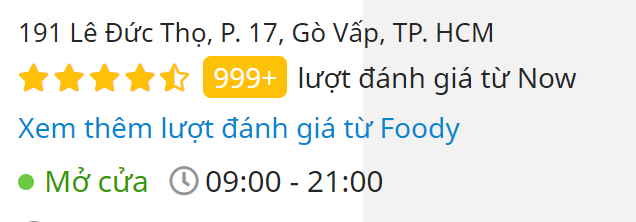 191 Lê Đức Thọ, P. 17, Gò Vấp, TP. HCM
999+ lượt đánh giá từ Now
Xem thêm lượt đánh giá từ Foody
Mở cửa 09:00 - 21:00